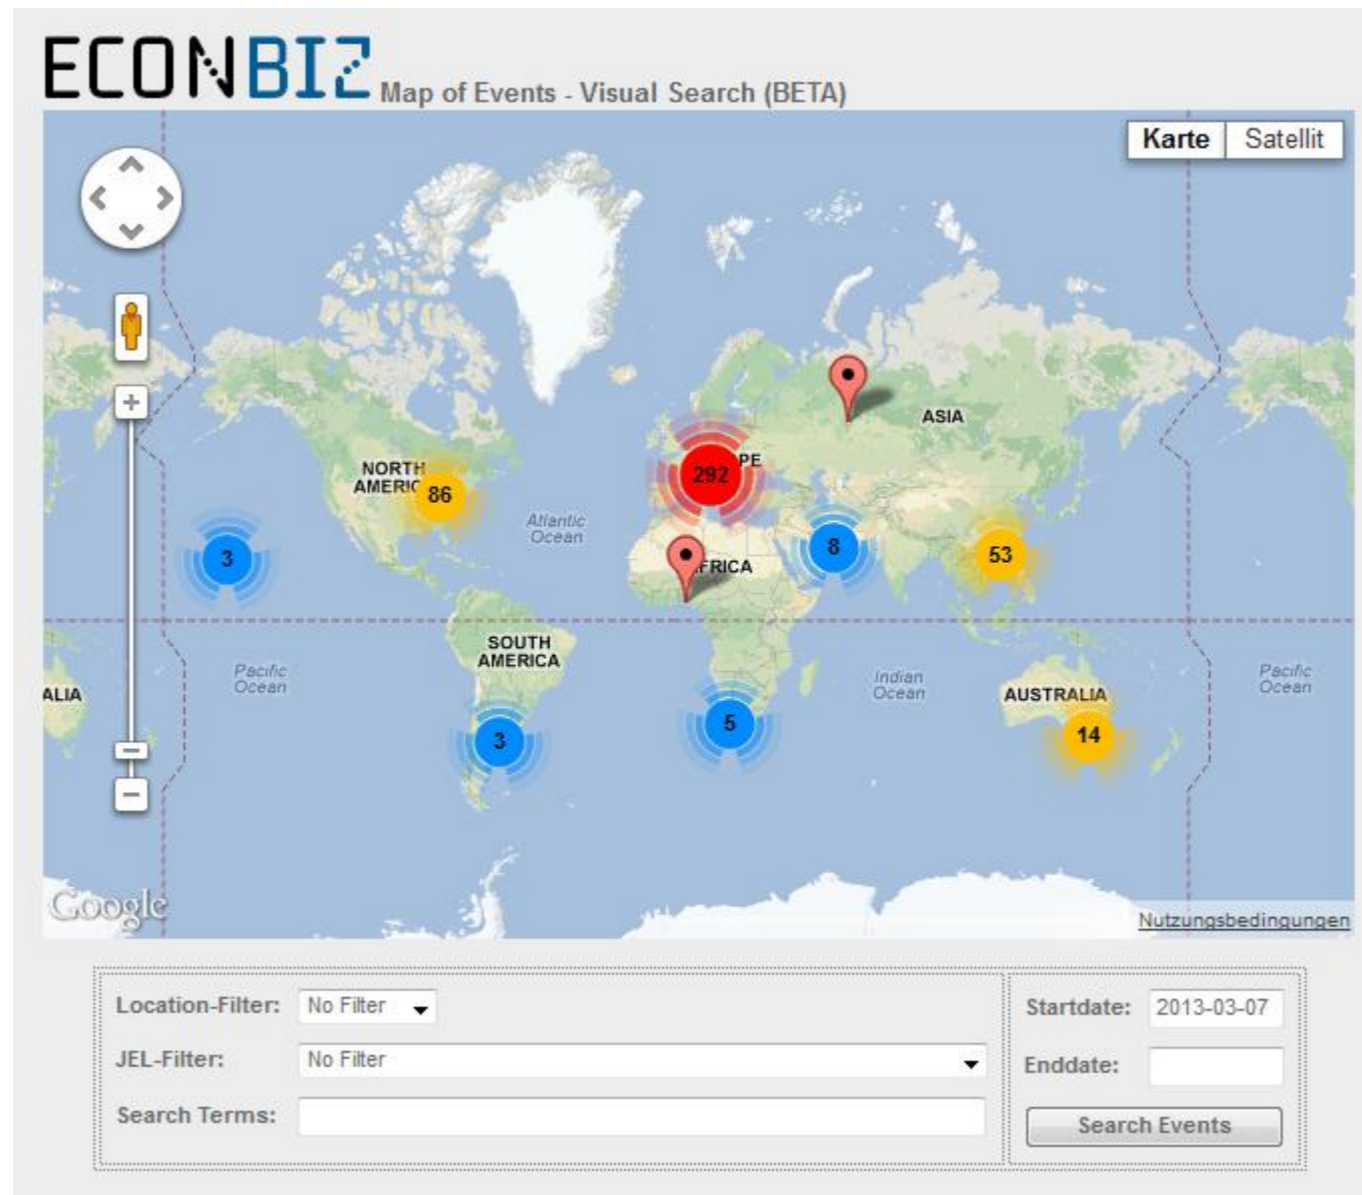 ECONBIZ Map of Events - Visual Search (BETA)
Karte Satellit
+
ASIA
PE
292
NORTH
AMERIC
86
Atlantic
Ocean
3
8
53
FRICA
SOUTH
AMERICA
Pacific
Ocean
Indian
Ocean
Pacific
Ocean
ALIA
AUSTRALIA
3
5
14
−
−
Google
Nutzungsbedingungen
Location-Filter: No Filter
Startdate: 2013-03-07
JEL-Filter: No Filter
Enddate:
Search Terms:
Search Events